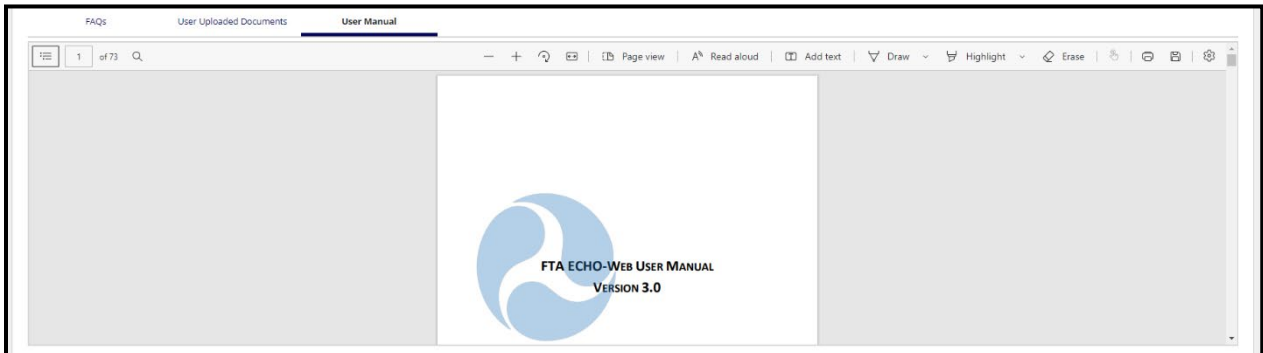 FAQs User Uploaded Documents User Manual
1 of 73 Page view Aᴺ Read aloud Add text Draw Highlight Erase
FTA ECHO-WEB USER MANUAL
VERSION 3.0